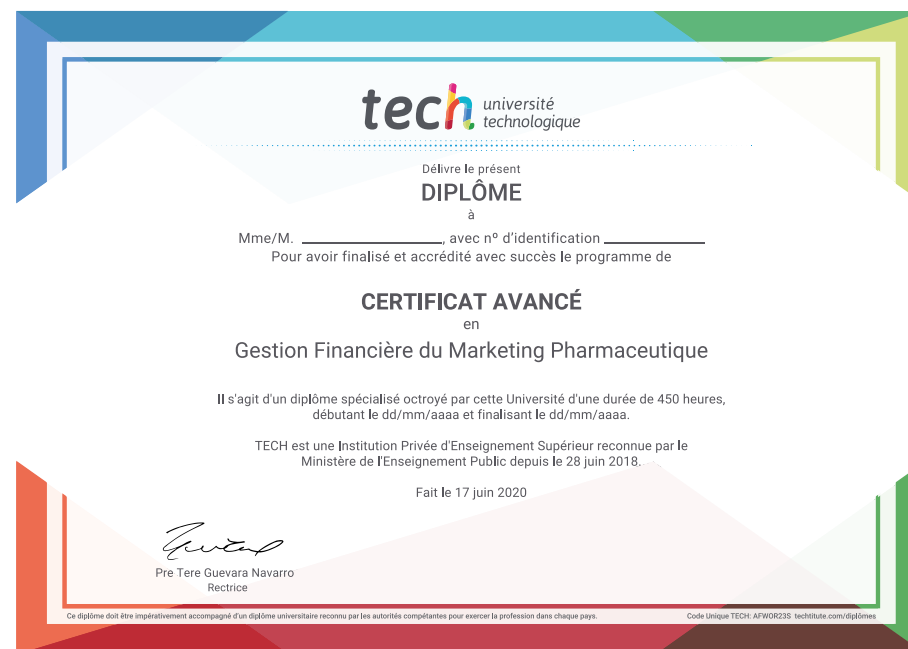 tech université
technologique
Délivre le présent
DIPLÔME
à
Mme/M. ____________________, avec nº d'identification ______________
Pour avoir finalisé et accrédité avec succès le programme de
CERTIFICAT AVANCÉ
en
Gestion Financière du Marketing Pharmaceutique
Il s'agit d'un diplôme spécialisé octroyé par cette Université d'une durée de 450 heures,
débutant le dd/mm/aaaa et finalisant le dd/mm/aaaa.
TECH est une Institution Privée d'Enseignement Supérieur reconnue par le
Ministère de l'Enseignement Public depuis le 28 juin 2018.
Fait le 17 juin 2020
Pre Tere Guevara Navarro
Rectrice
Ce diplôme doit être impérativement accompagné d'un diplôme universitaire reconnu par les autorités compétentes pour exercer la profession dans chaque pays.
Code Unique TECH: AFWOR23S techtitute.com/diplômes